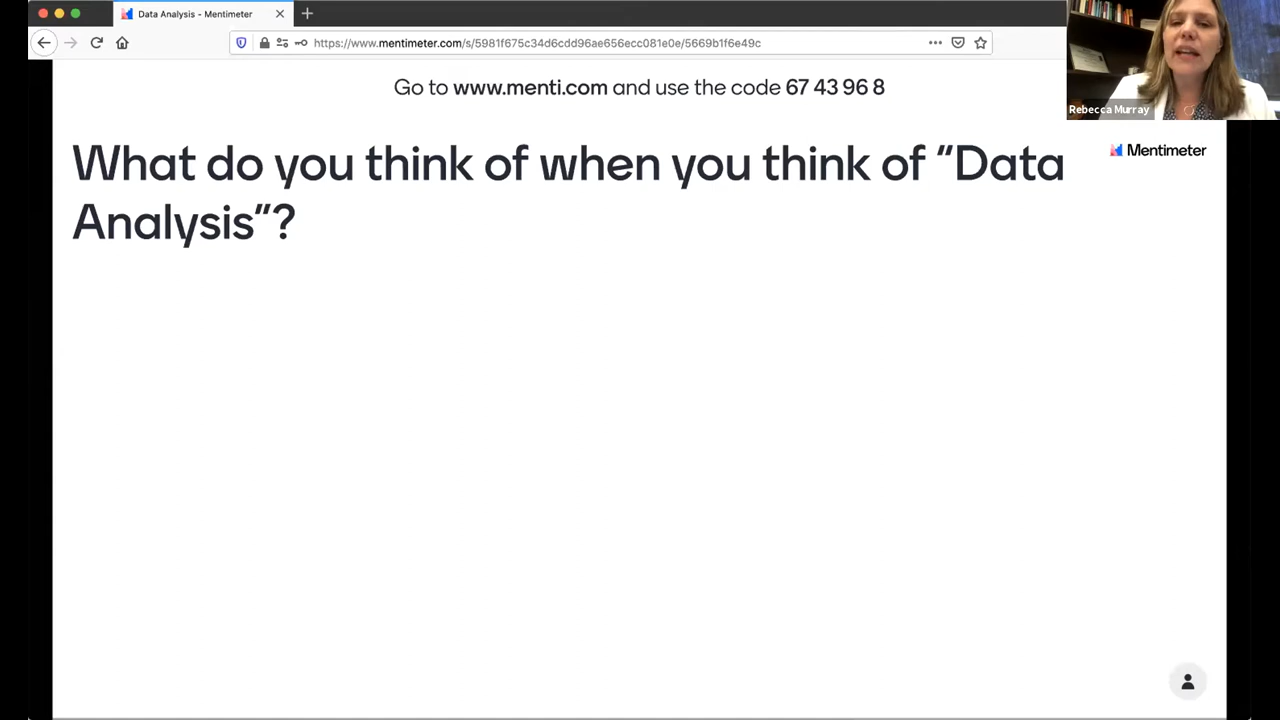 Data Analysis - Mentimeter
https://www.mentimeter.com/s/5981f675c34d6cdd96ae656ecc081e0e/5669b1f6e49c
Go to www.menti.com and use the code 67 43 96 8
Rebecca Murray
Mentimeter
What do you think of when you think of "Data
Analysis"?